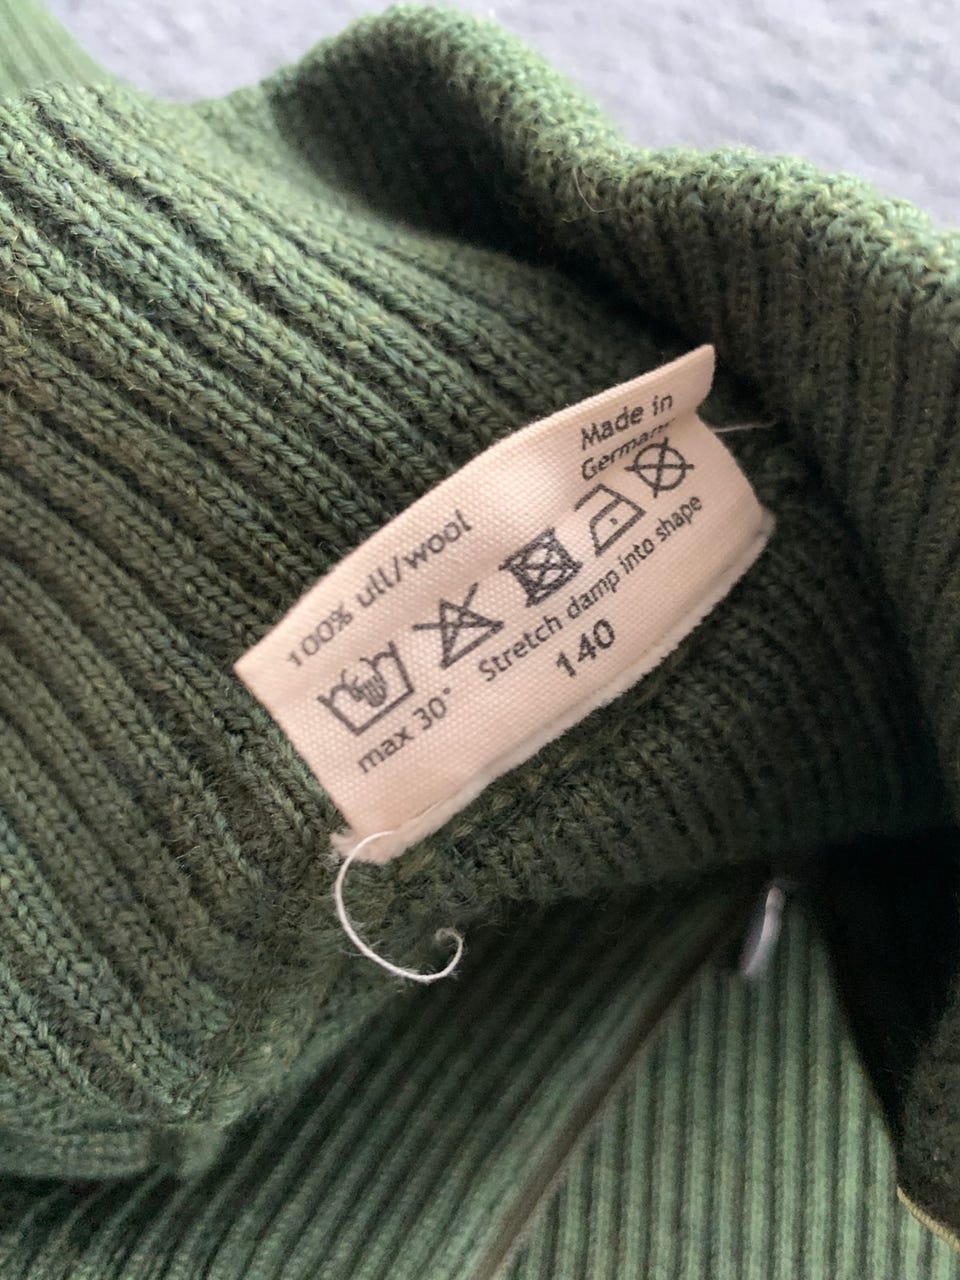 100% ull/wool
Made in
Germany
max 30°
Stretch damp into shape
140